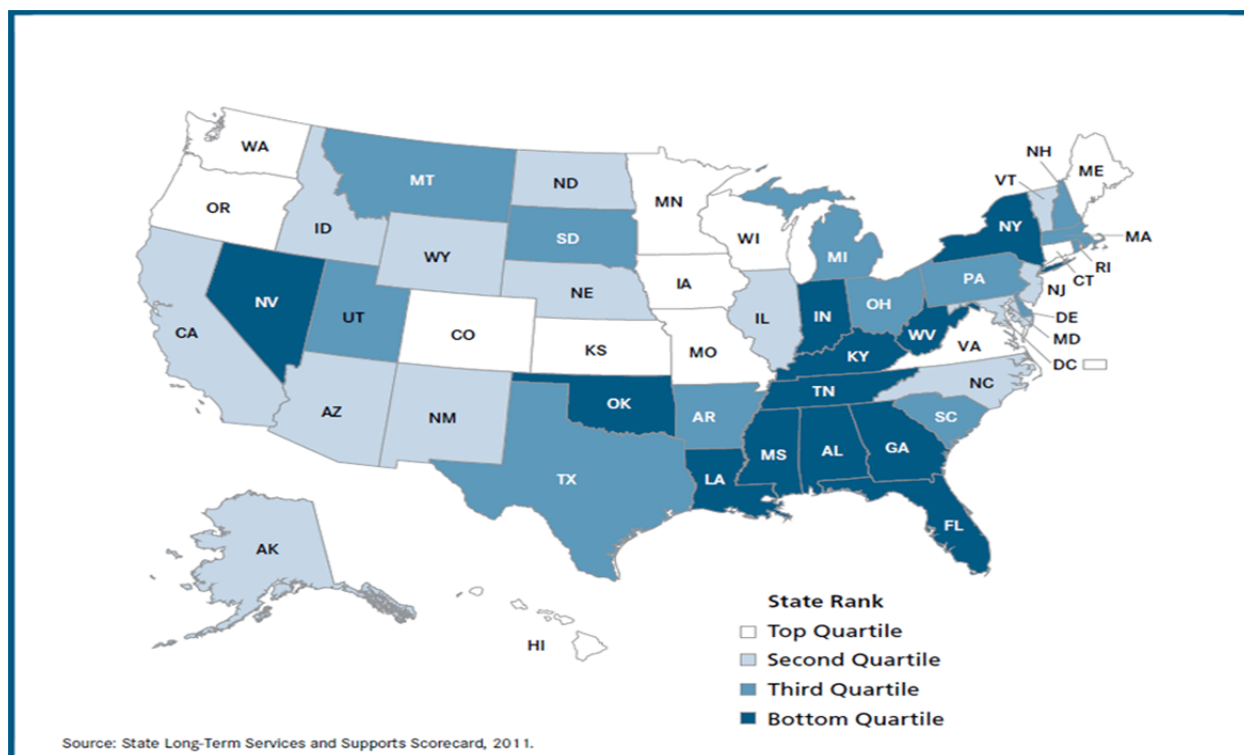 WA
MT
ND
MN
OR
ID
WY
SD
WI
MI
NH
VT
ME
NY
MA
RI
CT
NJ
PA
DE
MD
DC
NV
UT
CA
CO
NE
IA
KS
MO
IL
IN
OH
WV
VA
KY
NC
TN
AZ
NM
OK
AR
SC
TX
LA
MS
AL
GA
FL
AK
HI
State Rank
Top Quartile
Second Quartile
Third Quartile
Bottom Quartile
Source: State Long-Term Services and Supports Scorecard, 2011.